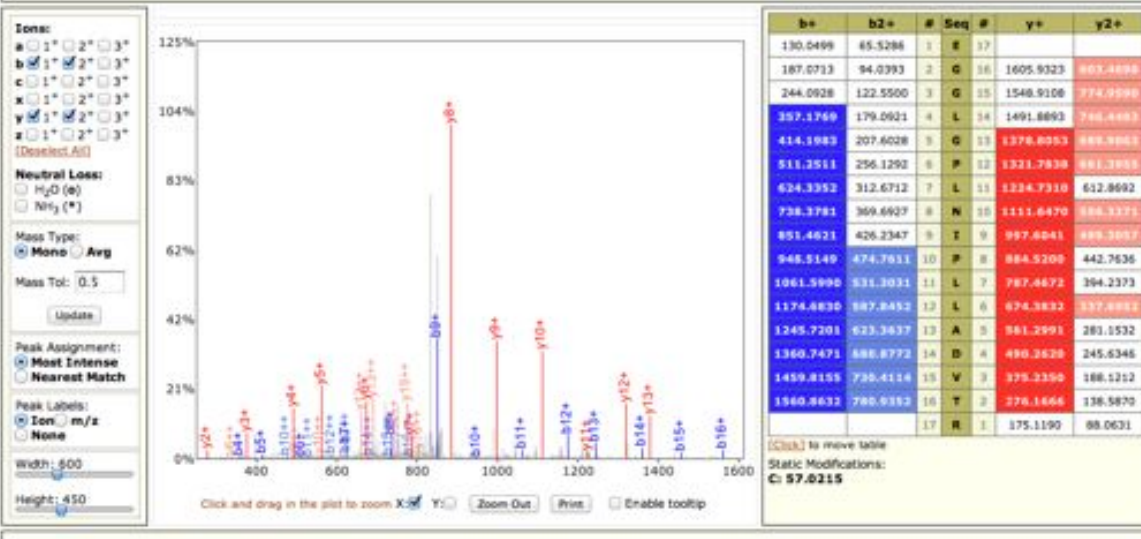 Ions:
a 1+ 2+ 3+
b 1+ 2+ 3+
c 1+ 2+ 3+
x 1+ 2+ 3+
y 1+ 2+ 3+
z 1+ 2+ 3+
[Deselect All]
Neutral Loss:
H2O (o)
NH3 (*)
Mass Type:
Mono Avg
Mass Tol: 0.5
Update
Peak Assignment:
Most Intense
Nearest Match
Peak Labels:
Ion m/z
None
Width: 600
Height: 450
125%
104%
83%
62%
42%
21%
0%
y8+
b9+
y9+
y10+
y12+
y13+
y5+
y4+
y3+
y2+
b4+
b5+
b10+
b11+
b12+
b13+
b14+
b15+
b16+
400 600 800 1000 1200 1400 1600
Click and drag in the plot to zoom X: Y: Zoom Out Print Enable tooltip
b+ b2+ # Seq # y+ y2+
130.0499 65.5286 1 E 17
187.0713 94.0393 2 G 16 1605.9323
244.0928 122.5500 3 G 15 1548.9108
357.1769 179.0921 4 L 14 1491.8893
414.1983 207.6028 5 G 13 1378.8053
511.2511 256.1292 6 P 12 1321.7838
624.3352 312.6712 7 L 11 1224.7310 612.8692
738.3781 369.6927 8 N 10 1111.6470
851.4621 426.2347 9 I 9 997.6041
948.5149 474.7611 10 P 8 884.5200 442.7636
1061.5990 531.3031 11 L 7 787.4672 394.2373
1174.6830 587.8452 12 L 6 674.3832
1245.7201 623.3637 13 A 5 561.2991 281.1532
1360.7471 680.8772 14 D 4 490.2620 245.6346
1459.8155 730.4114 15 V 3 375.2350 188.1212
1560.8632 780.9352 16 T 2 276.1666 138.5870
17 R 1 175.1190 88.0631
[Click] to move table
Static Modifications:
C: 57.0215